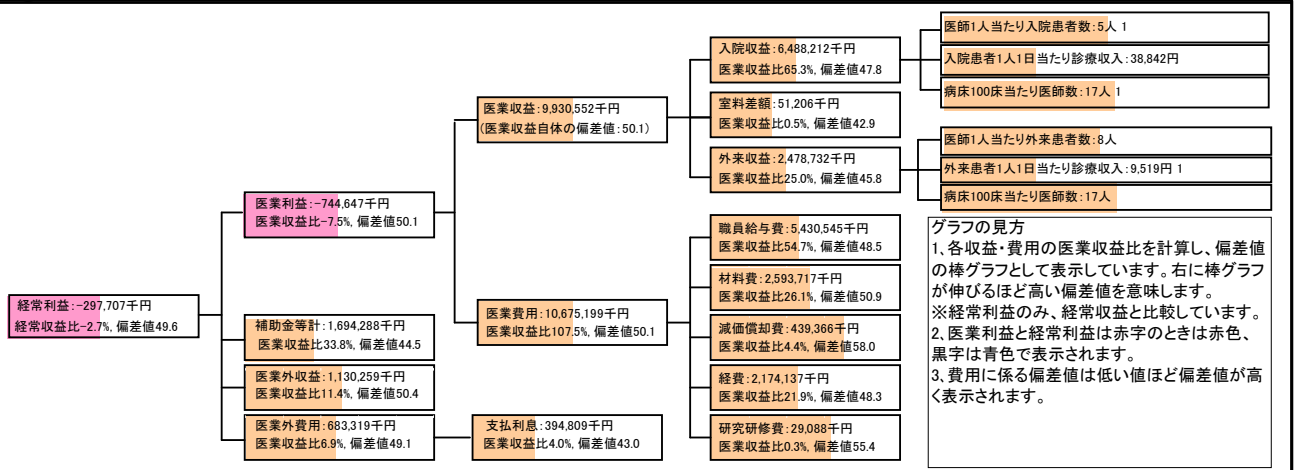 経常利益:-297,707千円
経常収益比-2.7%, 偏差値49.6
医業利益:-744,647千円
医業収益比-7.5%, 偏差値50.1
補助金等計:1,694,288千円
医業収益比33.8%, 偏差値44.5
医業外収益:1,130,259千円
医業収益比11.4%, 偏差値50.4
医業外費用:683,319千円
医業収益比6.9%, 偏差値49.1
医業収益:9,930,552千円
(医業収益自体の偏差値:50.1)
医業費用:10,675,199千円
医業収益比107.5%, 偏差値50.1
支払利息:394,809千円
医業収益比4.0%, 偏差値43.0
入院収益:6,488,212千円
医業収益比65.3%, 偏差値47.8
室料差額:51,206千円
医業収益比0.5%, 偏差値42.9
外来収益:2,478,732千円
医業収益比25.0%, 偏差値45.8
職員給与費:5,430,545千円
医業収益比54.7%, 偏差値48.5
材料費:2,593,717千円
医業収益比26.1%, 偏差値50.9
減価償却費:439,366千円
医業収益比4.4%, 偏差値58.0
経費:2,174,137千円
医業収益比21.9%, 偏差値48.3
研究研修費:29,088千円
医業収益比0.3%, 偏差値55.4
医師1人当たり入院患者数:5人 1
入院患者1人1日当たり診療収入:38,842円
病床100床当たり医師数:17人 1
医師1人当たり外来患者数:8人
外来患者1人1日当たり診療収入:9,519円 1
病床100床当たり医師数:17人
グラフの見方
1、各収益・費用の医業収益比を計算し、偏差値
の棒グラフとして表示しています。右に棒グラフ
が伸びるほど高い偏差値を意味します。
※経常利益のみ、経常収益と比較しています。
2、医業利益と経常利益は赤字のときは赤色、
黒字は青色で表示されます。
3、費用に係る偏差値は低い値ほど偏差値が高
く表示されます。